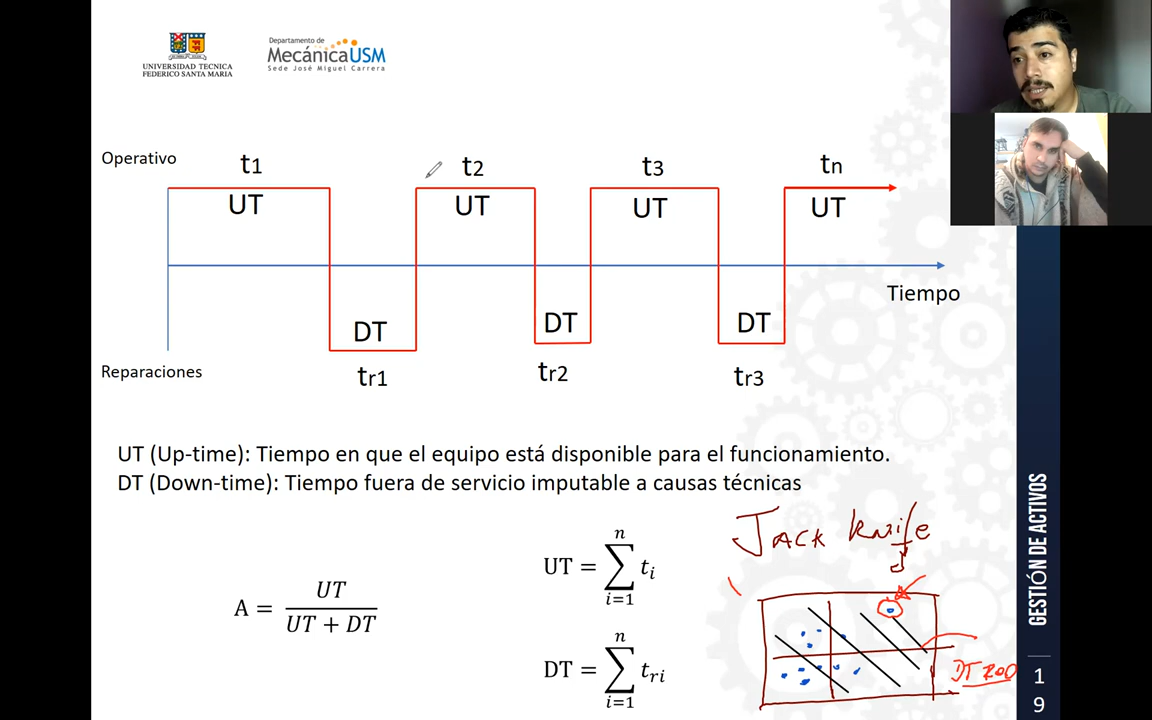 UNIVERSIDAD TECNICA
FEDERICO SANTA MARIA
Departamento de
MecánicaUSM
Sede José Miguel Carrera
Operativo
t1
t2
t3
tn
UT
UT
UT
UT
Tiempo
DT
DT
DT
Reparaciones
tr1
tr2
tr3
UT (Up-time): Tiempo en que el equipo está disponible para el funcionamiento.
DT (Down-time): Tiempo fuera de servicio imputable a causas técnicas
A = UT / (UT + DT)
UT = ∑ i=1 n ti
DT = ∑ i=1 n tri
JACK knife
DT
GESTIÓN DE ACTIVOS
1
9